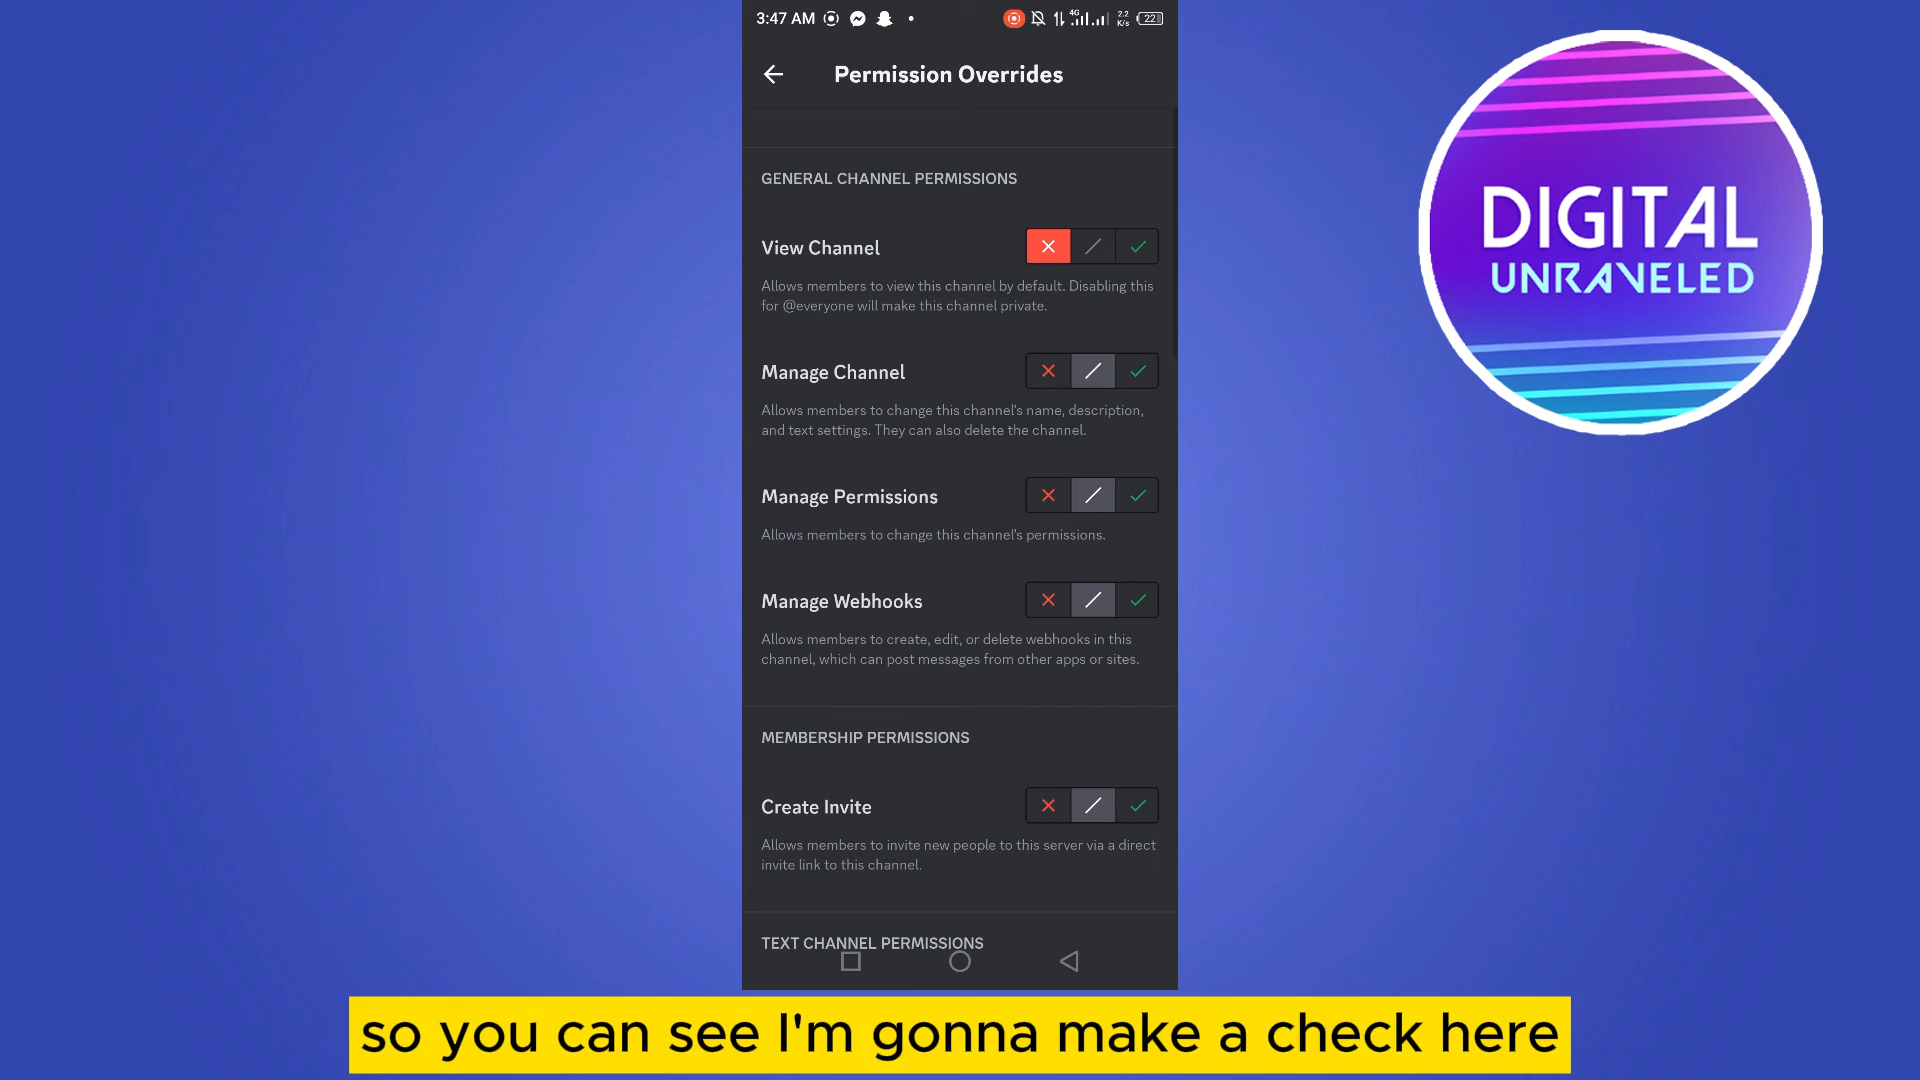 3:47 AM
4G
2.2
K/s
22
Permission Overrides
GENERAL CHANNEL PERMISSIONS
View Channel
Allows members to view this channel by default. Disabling this
for @everyone will make this channel private.
Manage Channel
Allows members to change this channel's name, description,
and text settings. They can also delete the channel.
Manage Permissions
Allows members to change this channel's permissions.
Manage Webhooks
Allows members to create, edit, or delete webhooks in this
channel, which can post messages from other apps or sites.
MEMBERSHIP PERMISSIONS
Create Invite
Allows members to invite new people to this server via a direct
invite link to this channel.
TEXT CHANNEL PERMISSIONS
DIGITAL
UNRAVELED
so you can see I'm gonna make a check here